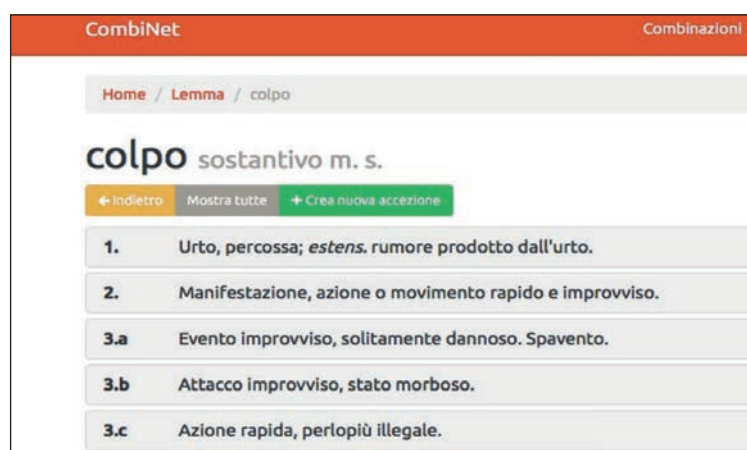 CombiNet Combinazioni
Home / Lemma / colpo
colpo sostantivo m. s.
← Indietro Mostra tutte + Crea nuova accezione
1. Urto, percossa; estens. rumore prodotto dall'urto.
2. Manifestazione, azione o movimento rapido e improvviso.
3.a Evento improvviso, solitamente dannoso. Spavento.
3.b Attacco improvviso, stato morboso.
3.c Azione rapida, perlopiù illegale.